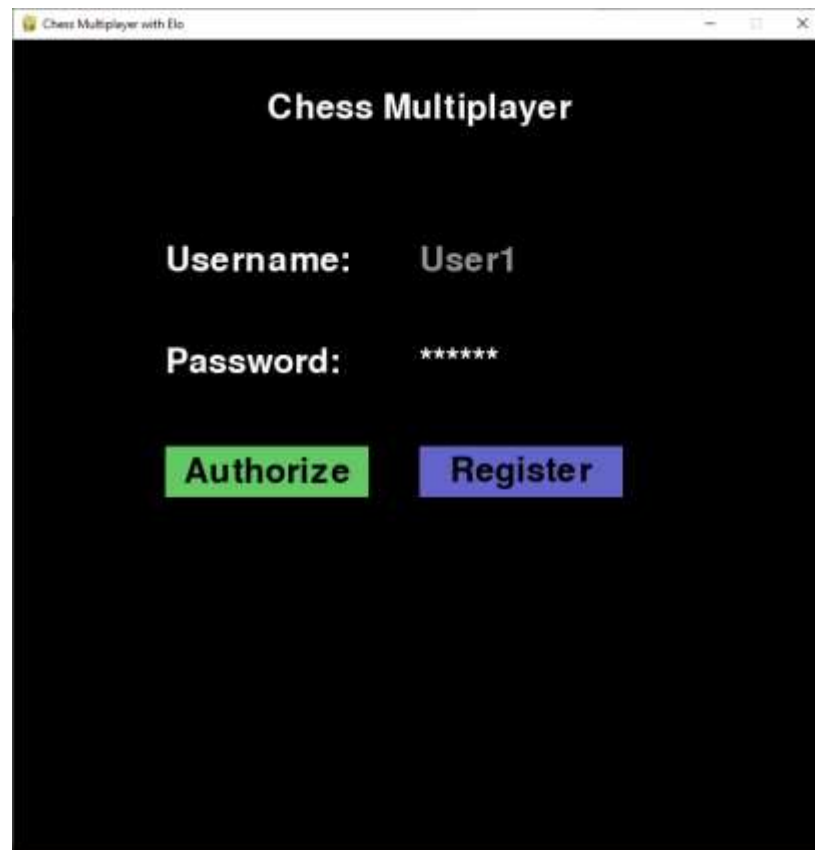 Chess Multiplayer with Elo
Chess Multiplayer
Username: User1
Password: ******
Authorize Register